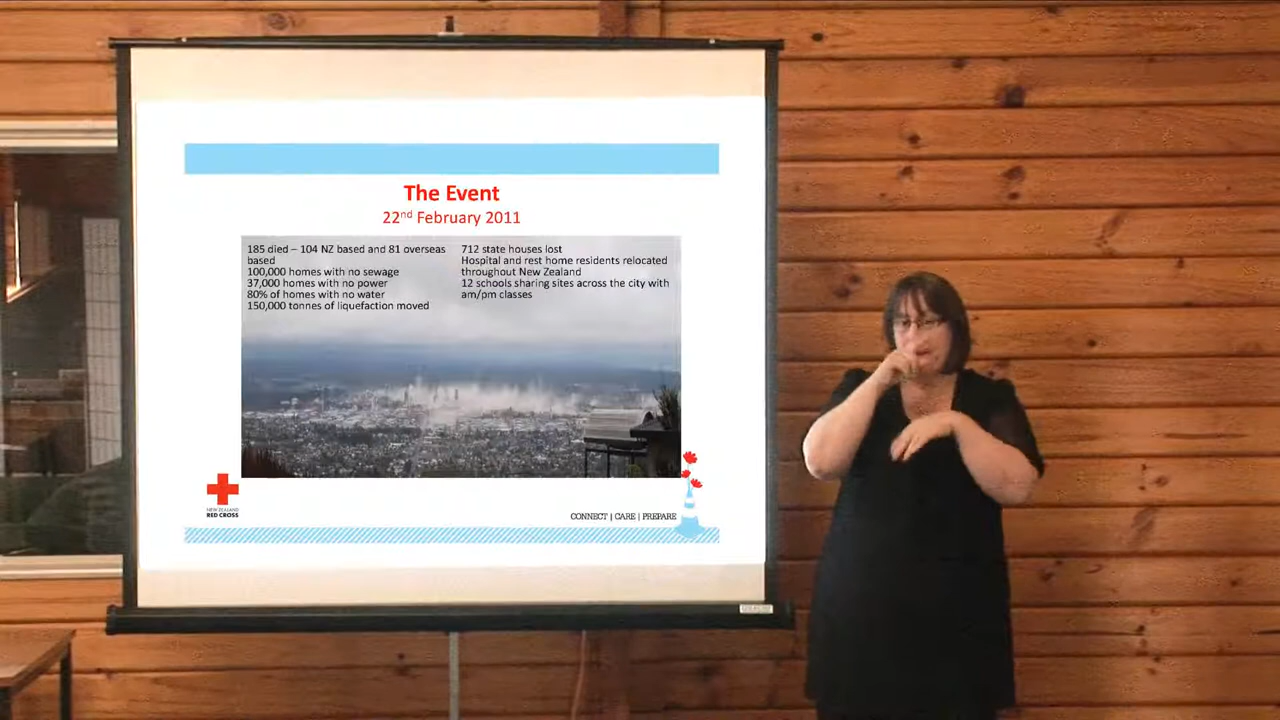 The Event
22nd February 2011
185 died – 104 NZ based and 81 overseas
based
100,000 homes with no sewage
37,000 homes with no power
80% of homes with no water
150,000 tonnes of liquefaction moved
712 state houses lost
Hospital and rest home residents relocated
throughout New Zealand
12 schools sharing sites across the city with
am/pm classes
NEW ZEALAND
RED CROSS
CONNECT | CARE | PREPARE